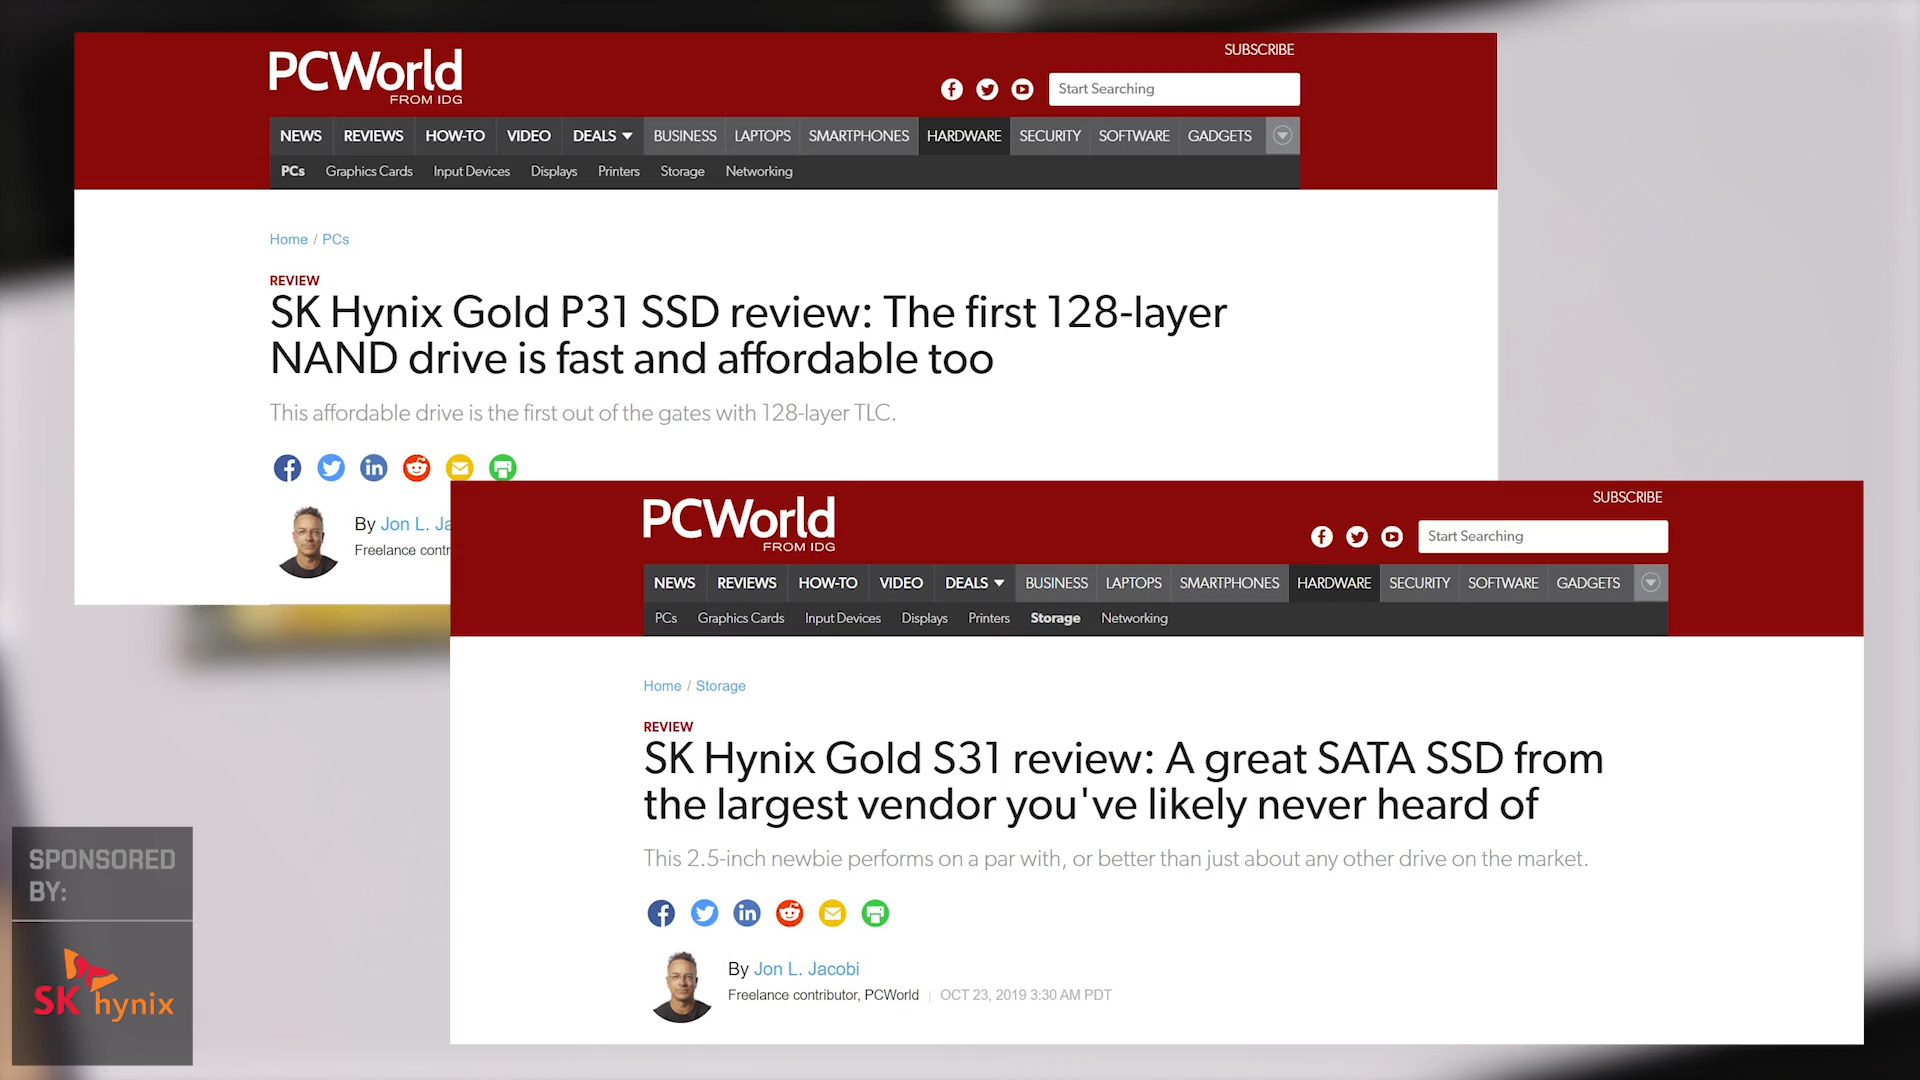 PCWorld
FROM IDG
SUBSCRIBE
Start Searching
NEWS REVIEWS HOW-TO VIDEO DEALS BUSINESS LAPTOPS SMARTPHONES HARDWARE SECURITY SOFTWARE GADGETS
PCs Graphics Cards Input Devices Displays Printers Storage Networking
Home / PCs
REVIEW
SK Hynix Gold P31 SSD review: The first 128-layer
NAND drive is fast and affordable too
This affordable drive is the first out of the gates with 128-layer TLC.
By Jon L.
Freelance
PCWorld
FROM IDG
SUBSCRIBE
Start Searching
NEWS REVIEWS HOW-TO VIDEO DEALS BUSINESS LAPTOPS SMARTPHONES HARDWARE SECURITY SOFTWARE GADGETS
PCs Graphics Cards Input Devices Displays Printers Storage Networking
Home / Storage
REVIEW
SK Hynix Gold S31 review: A great SATA SSD from
the largest vendor you've likely never heard of
This 2.5-inch newbie performs on a par with, or better than just about any other drive on the market.
By Jon L. Jacobi
Freelance contributor, PCWorld | OCT 23, 2019 3:30 AM PDT
SPONSORED
BY:
SK hynix